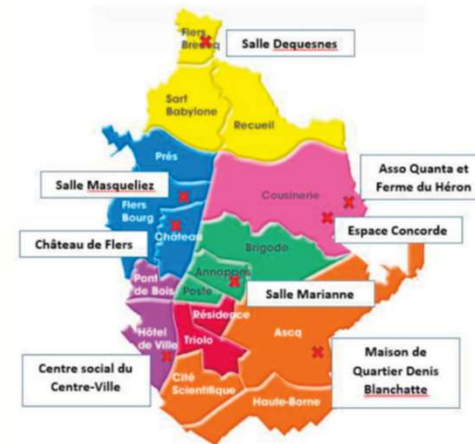 Flers
Breucq
Salle Dequesnes
Sart
Babylone
Recueil
Prés
Asso Quanta et
Ferme du Héron
Salle Masqueliez
Cousinerie
Flers
Bourg
Espace Concorde
Château
Château de Flers
Brigode
Annappes
Pont
de Bois
Poste
Salle Marianne
Résidence
Hôtel
de Ville
Triolo
Ascq
Maison de
Quartier Denis
Blanchatte
Centre social du
Centre-Ville
Cité
Scientifique
Haute-Borne